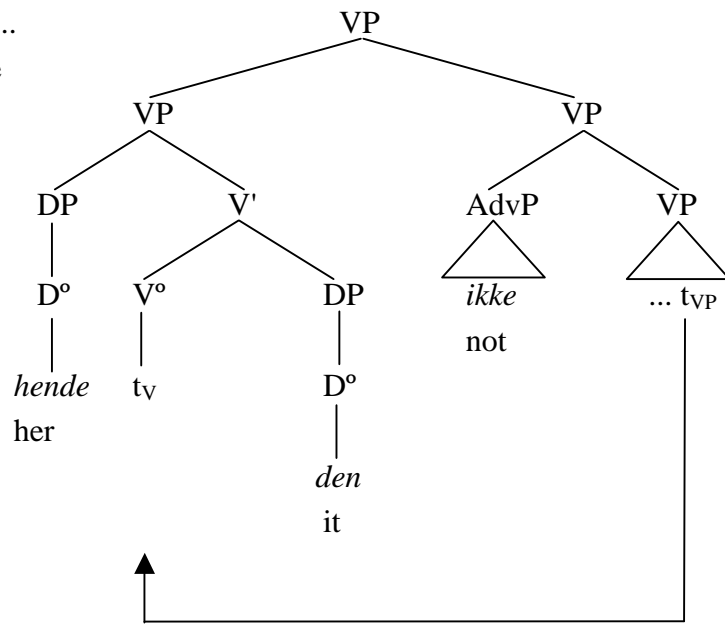 ..
VP
VP VP
DP V' AdvP VP
Dº Vº DP ikke ... tVP
not
hende tV Dº
her
den
it